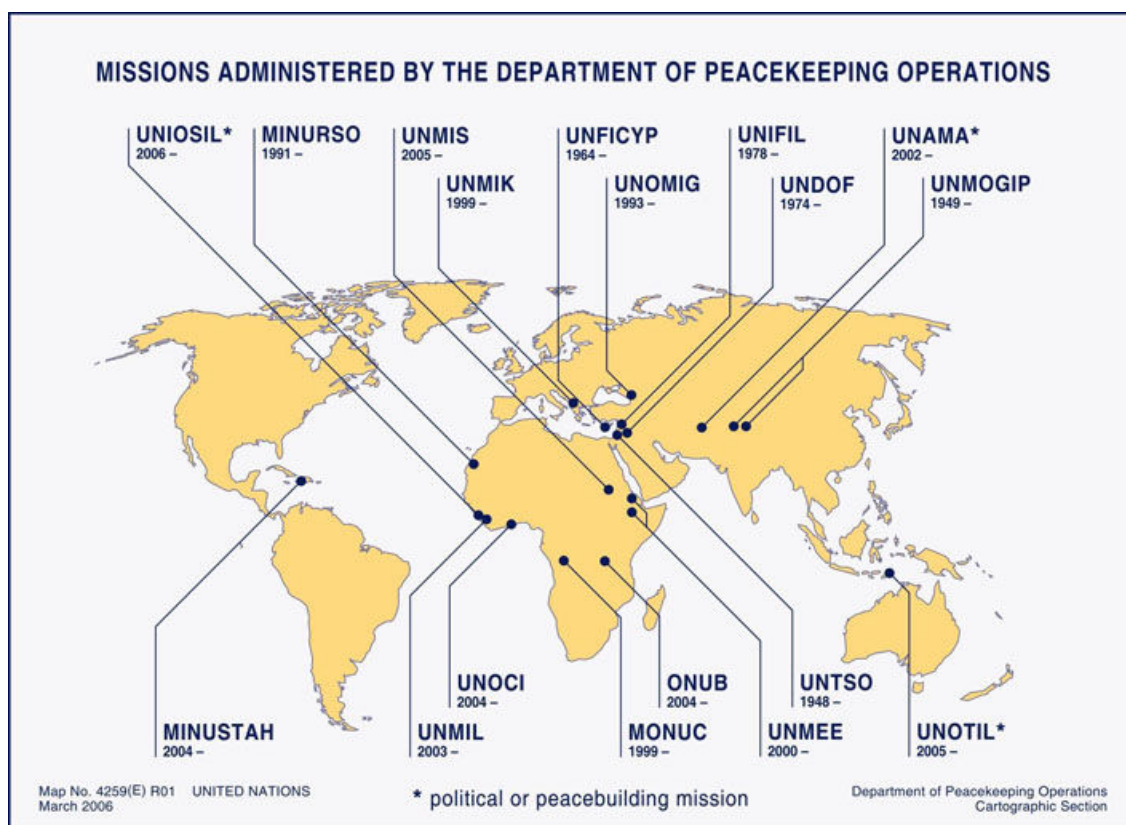 MISSIONS ADMINISTERED BY THE DEPARTMENT OF PEACEKEEPING OPERATIONS
UNIOSIL*
2006 –
MINURSO
1991 –
UNMIS
2005 –
UNFICYP
1964 –
UNIFIL
1978 –
UNAMA*
2002 –
UNMIK
1999 –
UNOMIG
1993 –
UNDOF
1974 –
UNMOGIP
1949 –
UNOCI
2004 –
ONUB
2004 –
UNTSO
1948 –
MINUSTAH
2004 –
UNMIL
2003 –
MONUC
1999 –
UNMEE
2000 –
UNOTIL*
2005 –
Map No. 4259(E) R01 UNITED NATIONS
March 2006
* political or peacebuilding mission
Department of Peacekeeping Operations
Cartographic Section